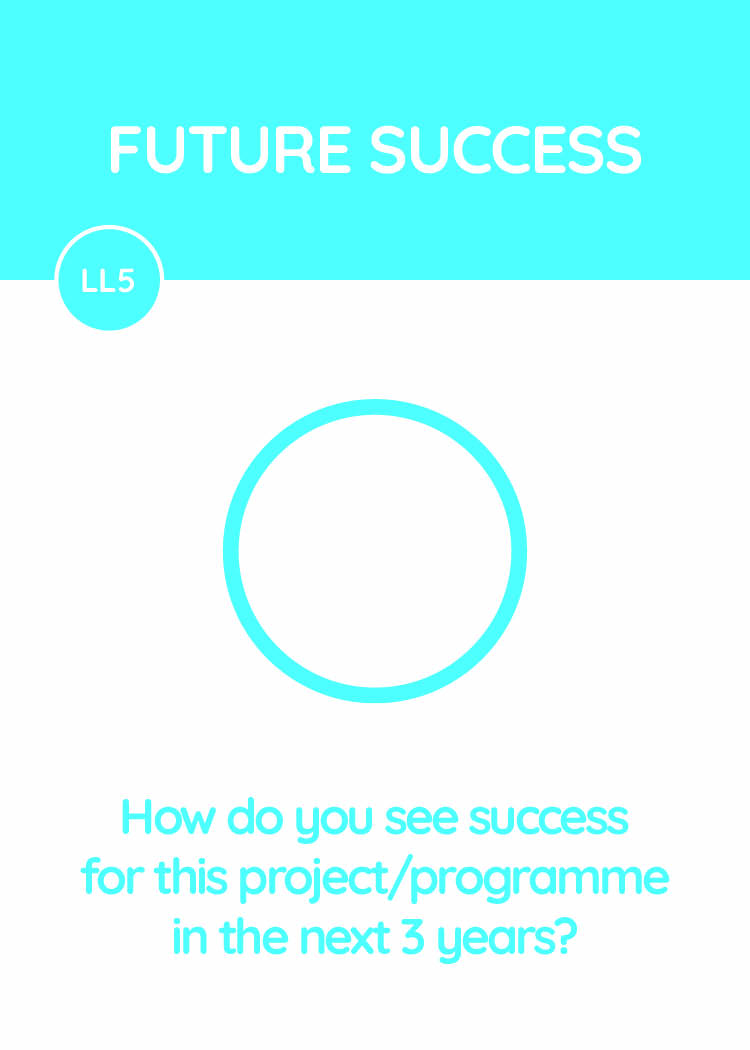 FUTURE SUCCESS
LL5
How do you see success
for this project/programme
in the next 3 years?